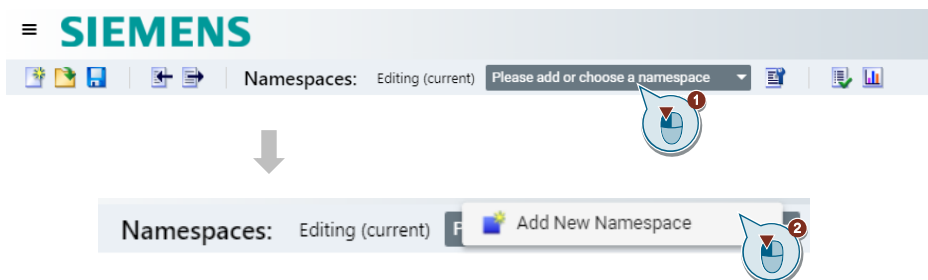 SIEMENS
Namespaces: Editing (current) Please add or choose a namespace
1
Namespaces: Editing (current) Add New Namespace
2